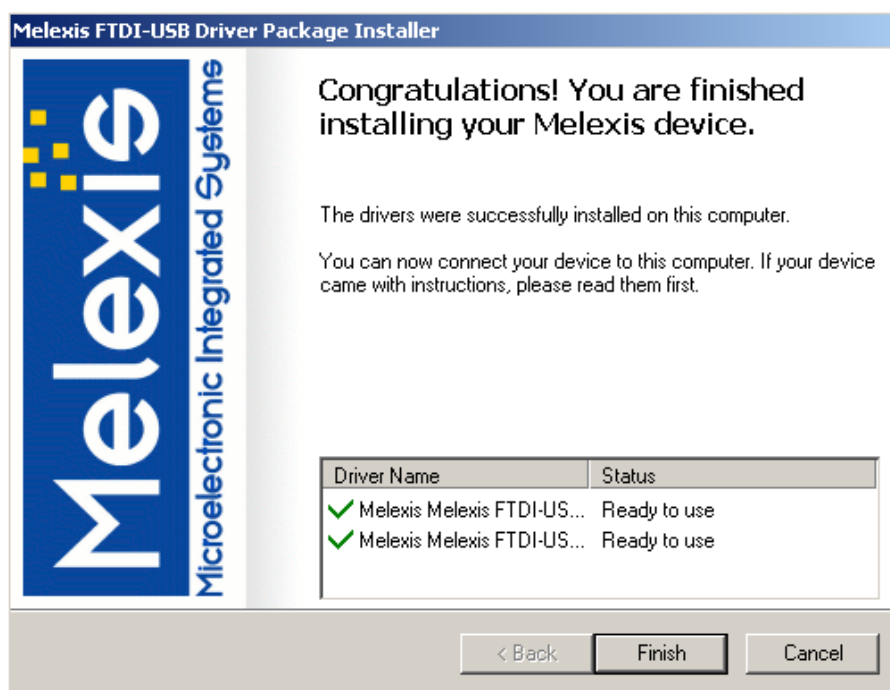 Melexis FTDI-USB Driver Package Installer
Melexis
Microelectronic Integrated Systems
Congratulations! You are finished
installing your Melexis device.
The drivers were successfully installed on this computer.
You can now connect your device to this computer. If your device
came with instructions, please read them first.
Driver Name Status
Melexis Melexis FTDI-US... Ready to use
Melexis Melexis FTDI-US... Ready to use
< Back Finish Cancel